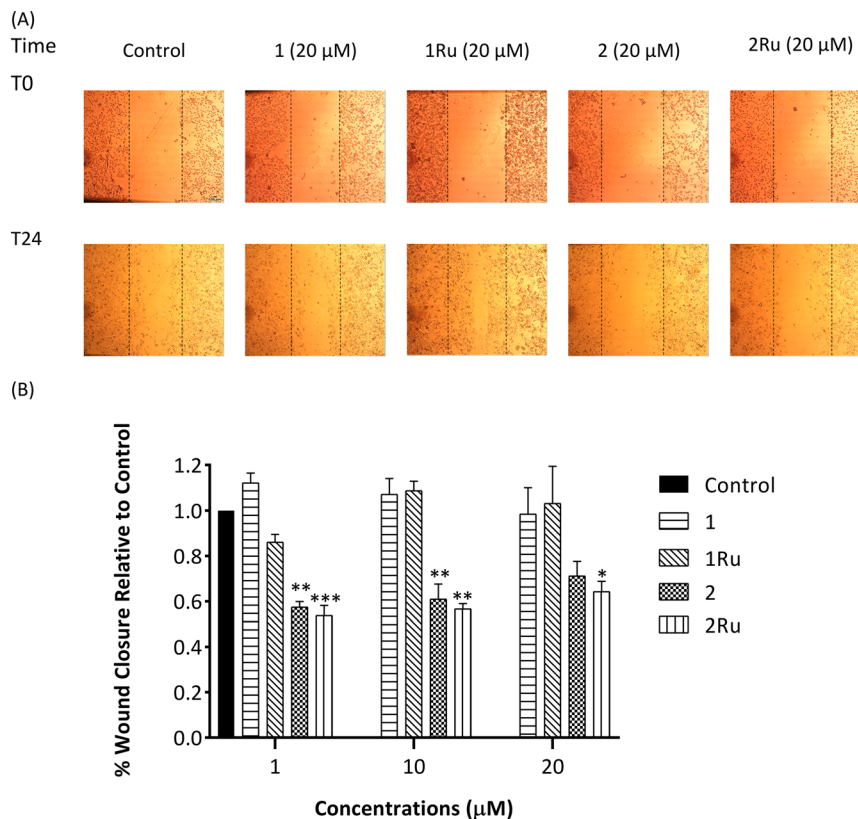 (A)
Time Control 1 (20 μM) 1Ru (20 μM) 2 (20 μM) 2Ru (20 μM)
T0
T24
(B)
% Wound Closure Relative to Control
1.2
1.0
0.8
0.6
0.4
0.2
0.0
** ***
** **
*
1 10 20
Concentrations (μM)
Control
1
1Ru
2
2Ru